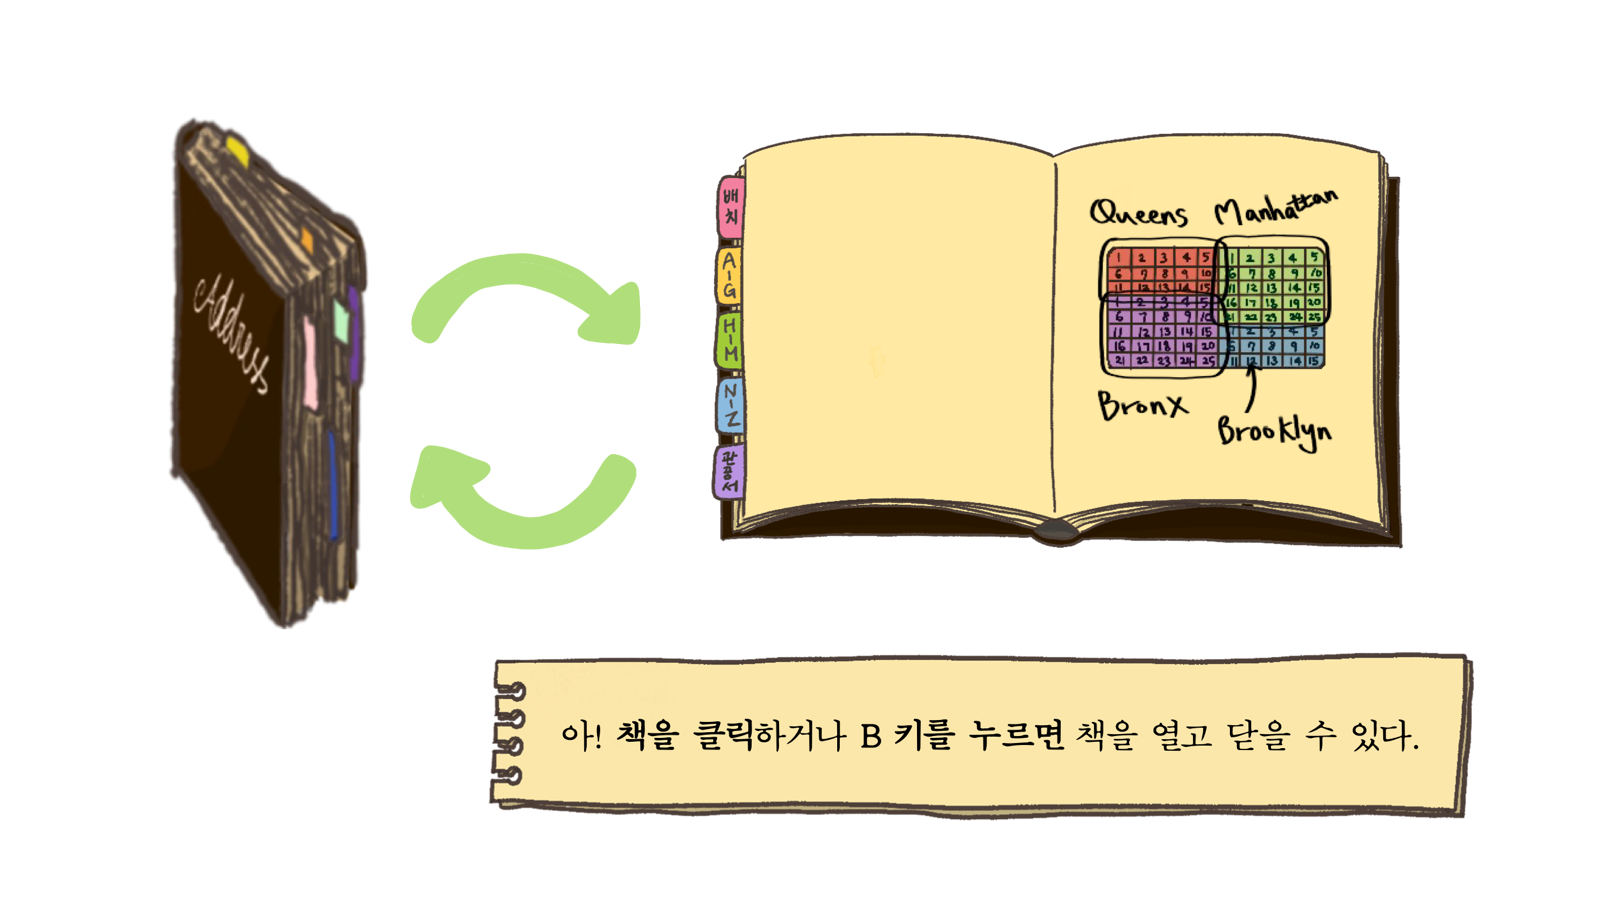 Address
배치
A-G
H-M
N-Z
관공서
Queens Manhattan
1 2 3 4 5 1 2 3 4 5
6 7 8 9 10 6 7 8 9 10
11 12 13 14 15 11 12 13 14 15
1 2 3 4 5 16 17 18 19 20
6 7 8 9 10 21 22 23 24 25
11 12 13 14 15 1 2 3 4 5
16 17 18 19 20 6 7 8 9 10
21 22 23 24 25 11 12 13 14 15
Bronx
Brooklyn
아! 책을 클릭하거나 B 키를 누르면 책을 열고 닫을 수 있다.